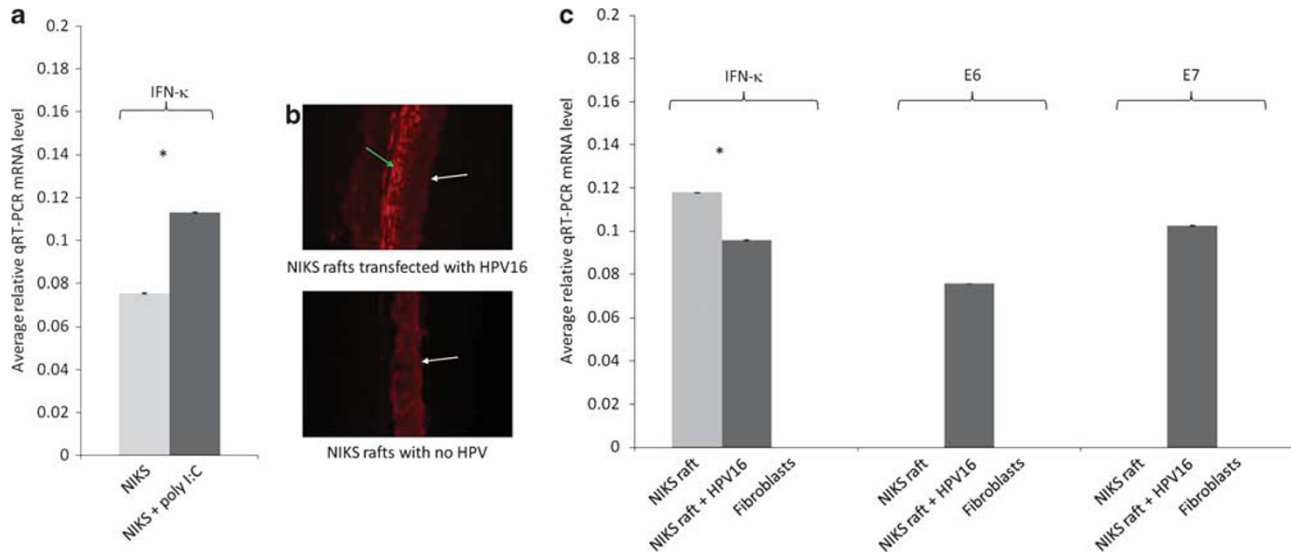 a
Average relative qRT-PCR mRNA level
0.2
0.18
0.16
0.14
0.12
0.1
0.08
0.06
0.04
0.02
0
IFN-κ
*
NIKS
NIKS + poly I:C
b
NIKS rafts transfected with HPV16
NIKS rafts with no HPV
c
Average relative qRT-PCR mRNA level
0.2
0.18
0.16
0.14
0.12
0.1
0.08
0.06
0.04
0.02
0
IFN-κ
E6
E7
*
NIKS raft
NIKS raft + HPV16
Fibroblasts
NIKS raft
NIKS raft + HPV16
Fibroblasts
NIKS raft
NIKS raft + HPV16
Fibroblasts